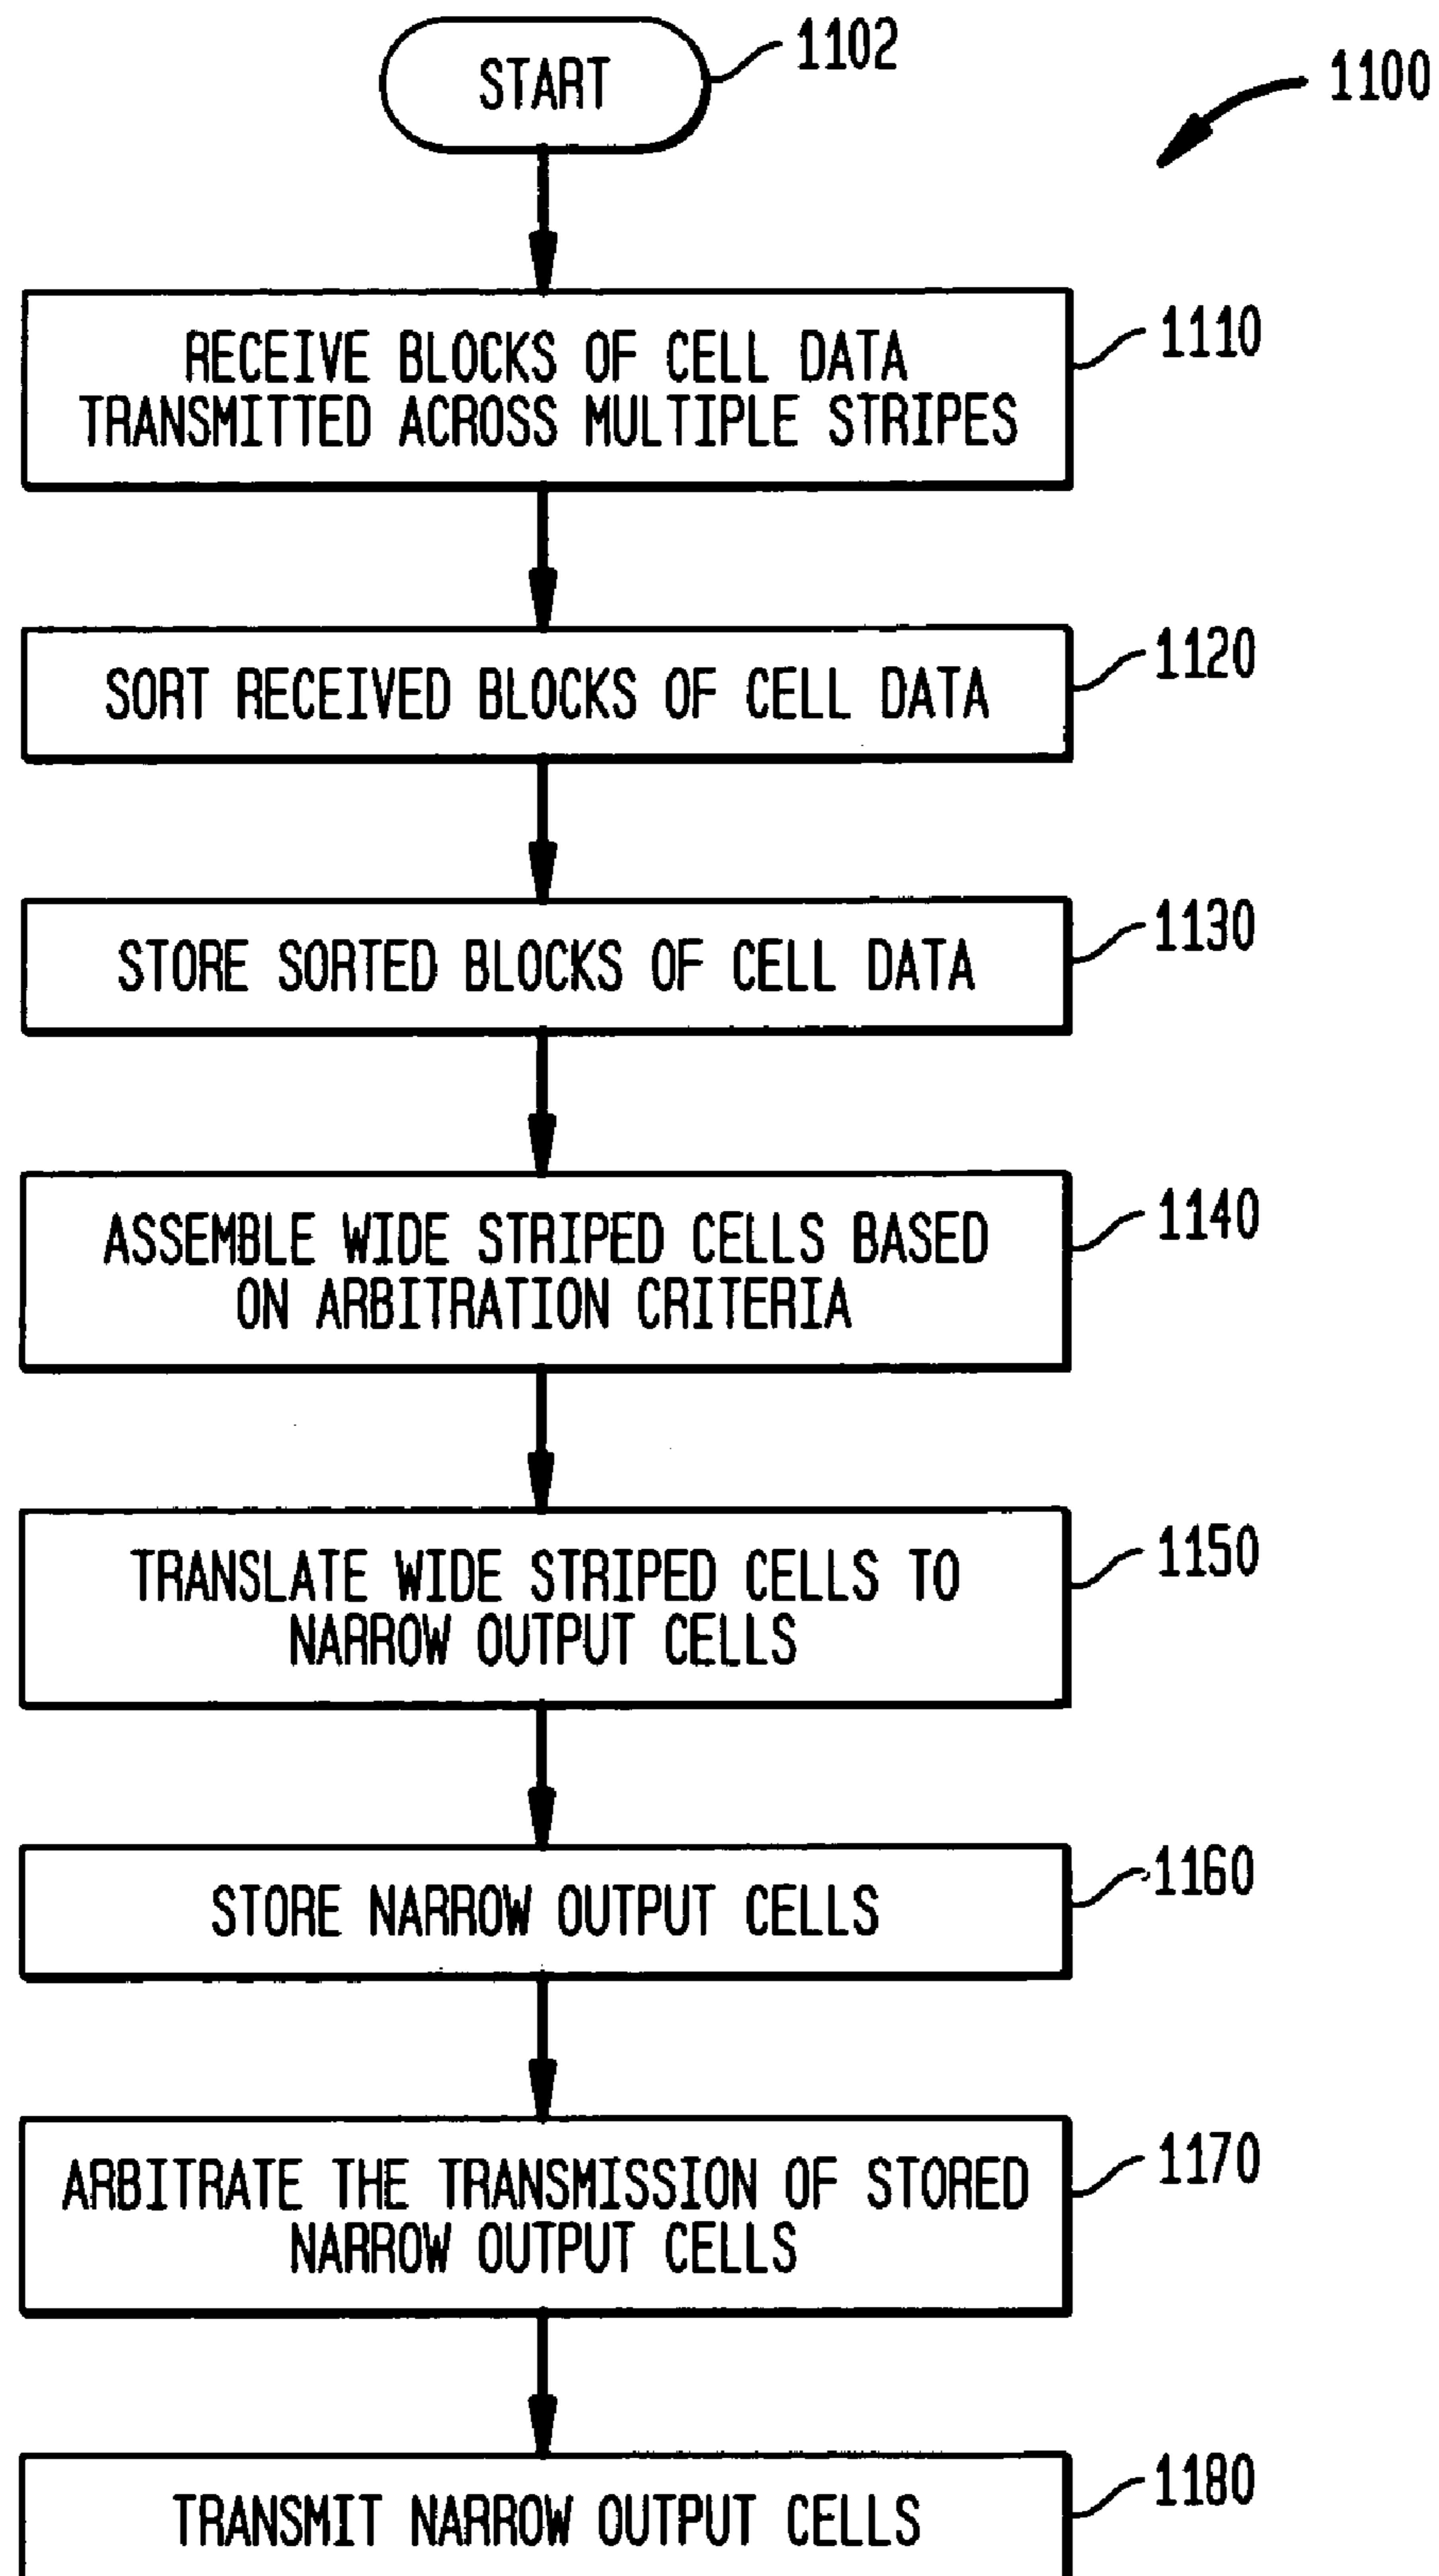 START
1102
1100
RECEIVE BLOCKS OF CELL DATA
TRANSMITTED ACROSS MULTIPLE STRIPES
1110
SORT RECEIVED BLOCKS OF CELL DATA
1120
STORE SORTED BLOCKS OF CELL DATA
1130
ASSEMBLE WIDE STRIPED CELLS BASED
ON ARBITRATION CRITERIA
1140
TRANSLATE WIDE STRIPED CELLS TO
NARROW OUTPUT CELLS
1150
STORE NARROW OUTPUT CELLS
1160
ARBITRATE THE TRANSMISSION OF STORED
NARROW OUTPUT CELLS
1170
TRANSMIT NARROW OUTPUT CELLS
1180